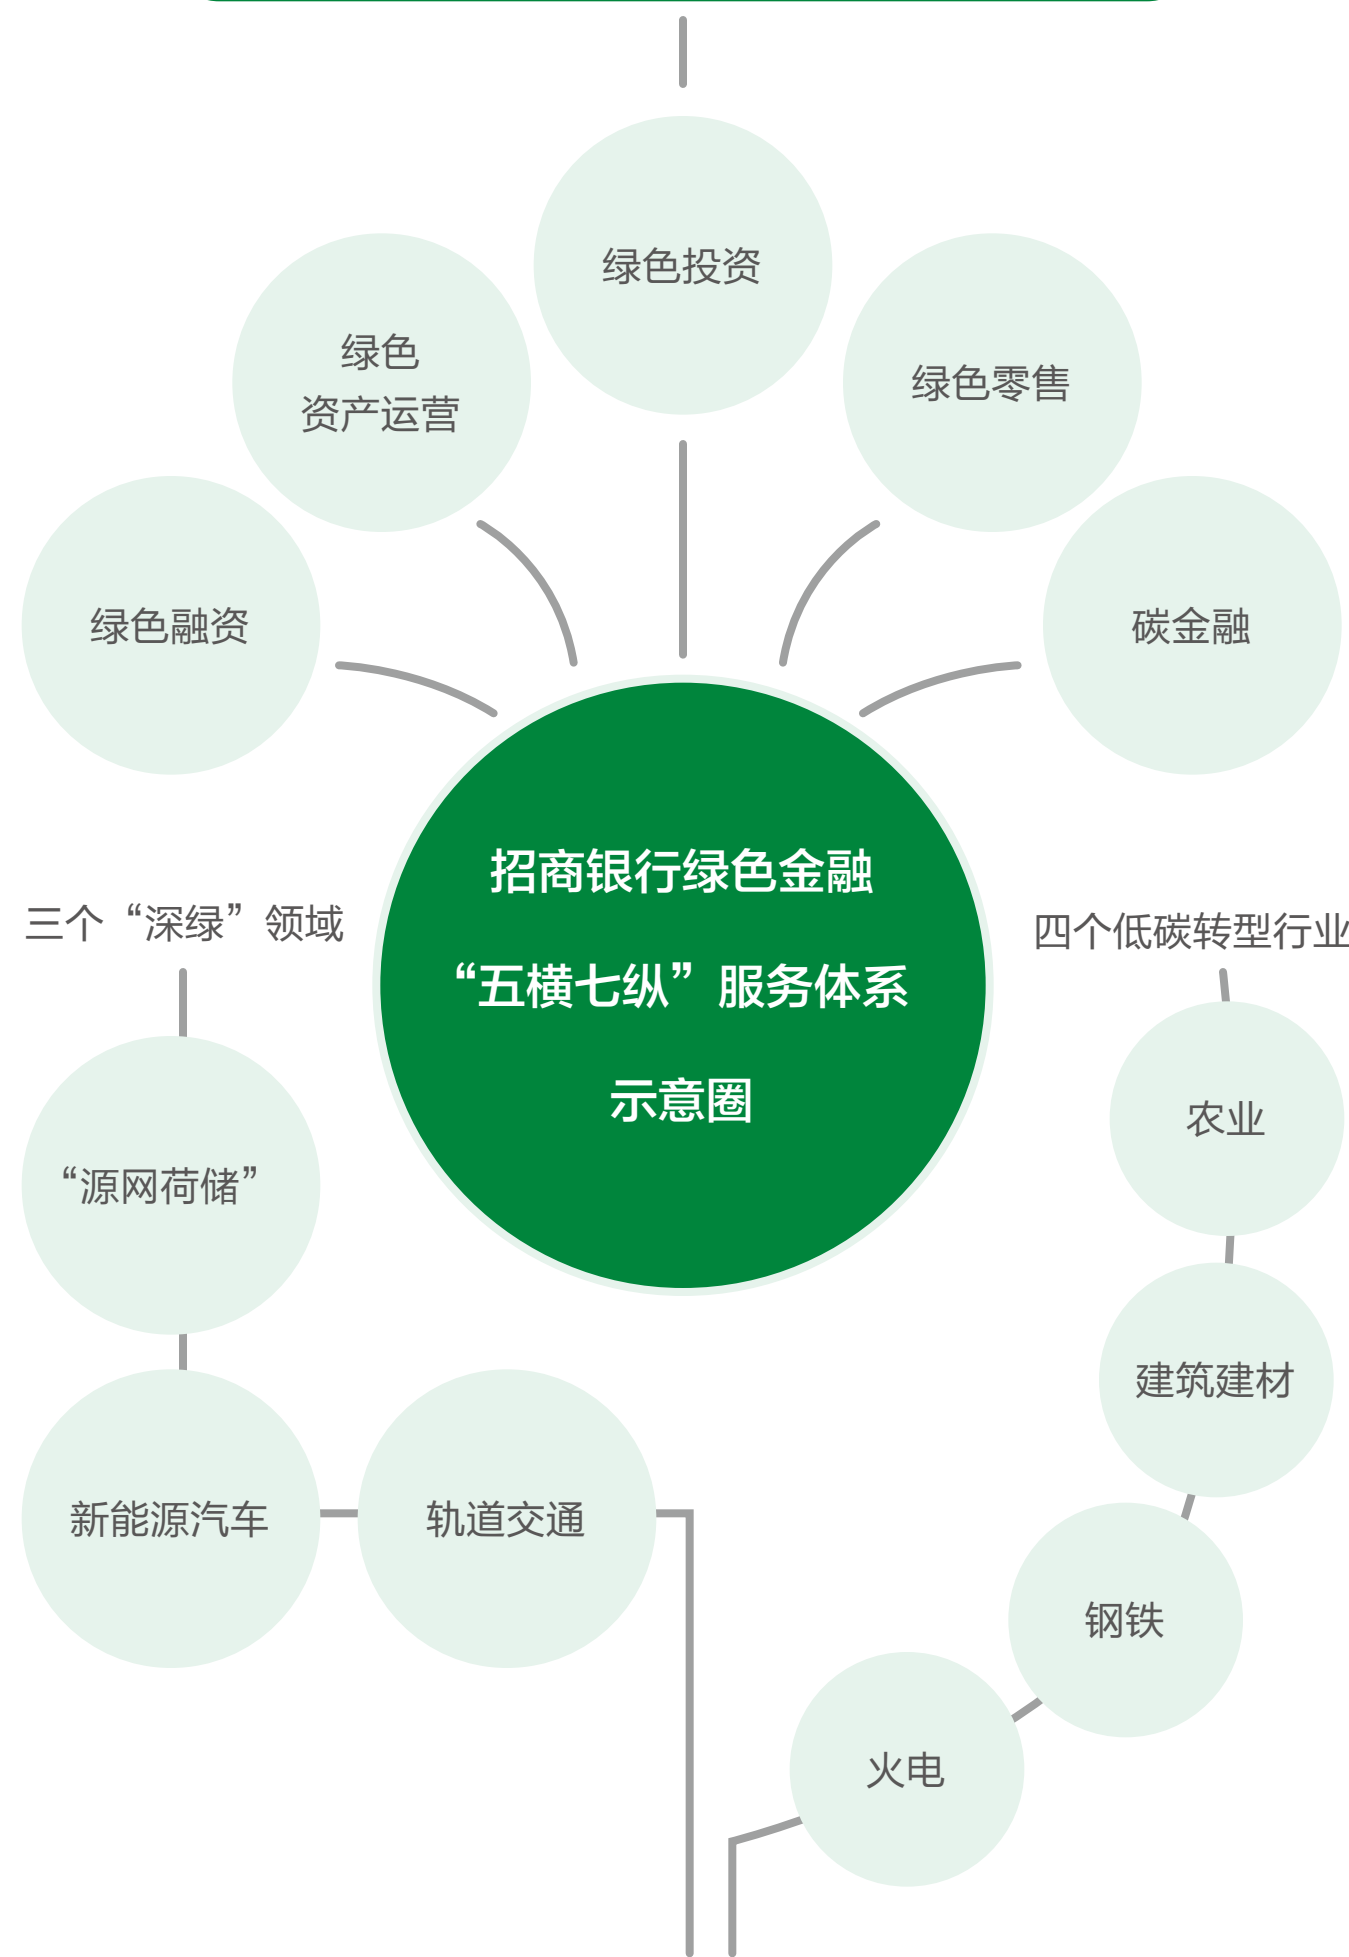 绿色投资
绿色
资产运营
绿色零售
绿色融资
碳金融
招商银行绿色金融
“五横七纵”服务体系
示意圈
三个“深绿”领域
“源网荷储”
新能源汽车
轨道交通
四个低碳转型行业
农业
建筑建材
钢铁
火电